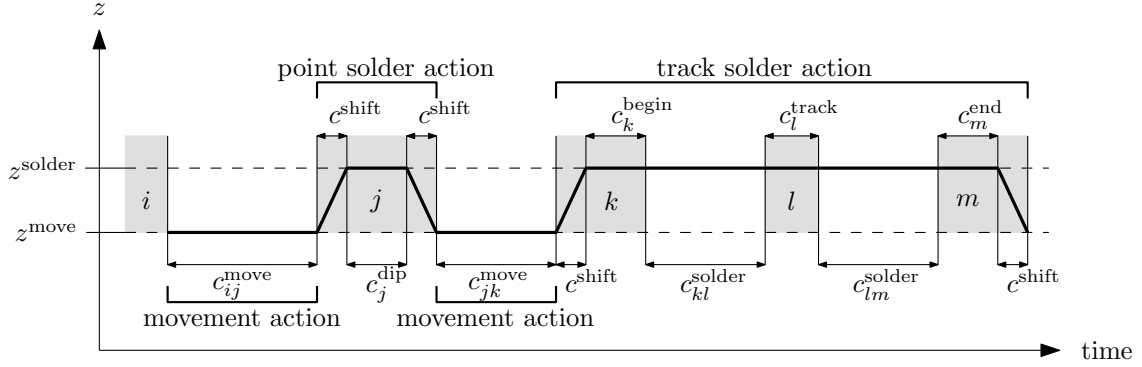 z
point solder action
track solder action
c^shift c^shift c_k^begin c_l^track c_m^end
z^solder
i j k l m
z^move
c_ij^move c_j^dip c_jk^move c^shift c_kl^solder c_lm^solder c^shift
movement action movement action
time